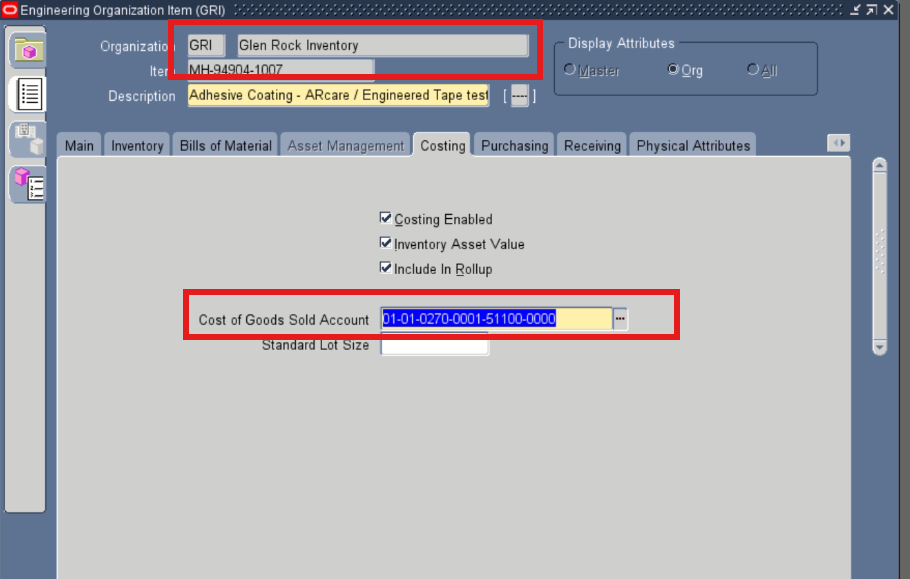 Engineering Organization Item (GRI)
Organization GRI Glen Rock Inventory
Item MH-94904-1007
Description Adhesive Coating - ARcare / Engineered Tape test [ ---- ]
Display Attributes
Master Org All
Main Inventory Bills of Material Asset Management Costing Purchasing Receiving Physical Attributes
Costing Enabled
Inventory Asset Value
Include In Rollup
Cost of Goods Sold Account 01-01-0270-0001-51100-0000 ...
Standard Lot Size